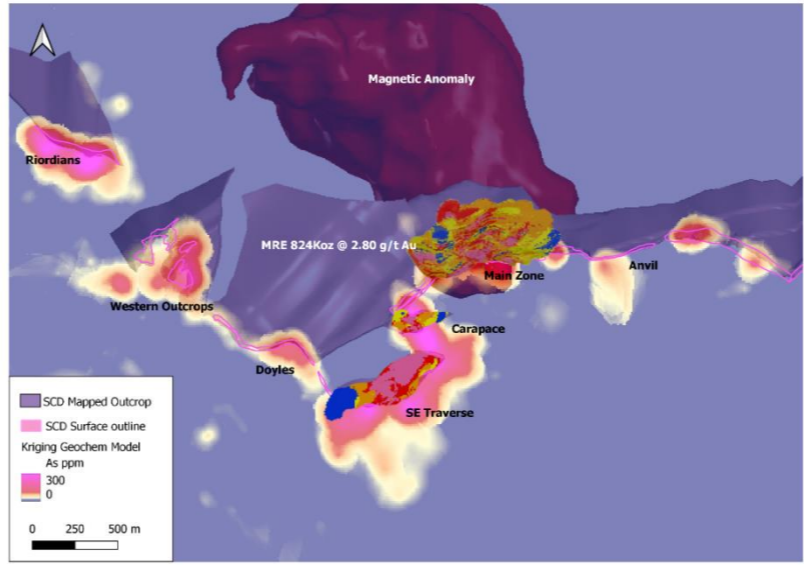 Magnetic Anomaly
Riordians
MRE 824Koz @ 2.80 g/t Au
Main Zone
Anvil
Western Outcrops
Carapace
Doyles
SE Traverse
SCD Mapped Outcrop
SCD Surface outline
Kriging Geochem Model
As ppm
300
0
0 250 500 m